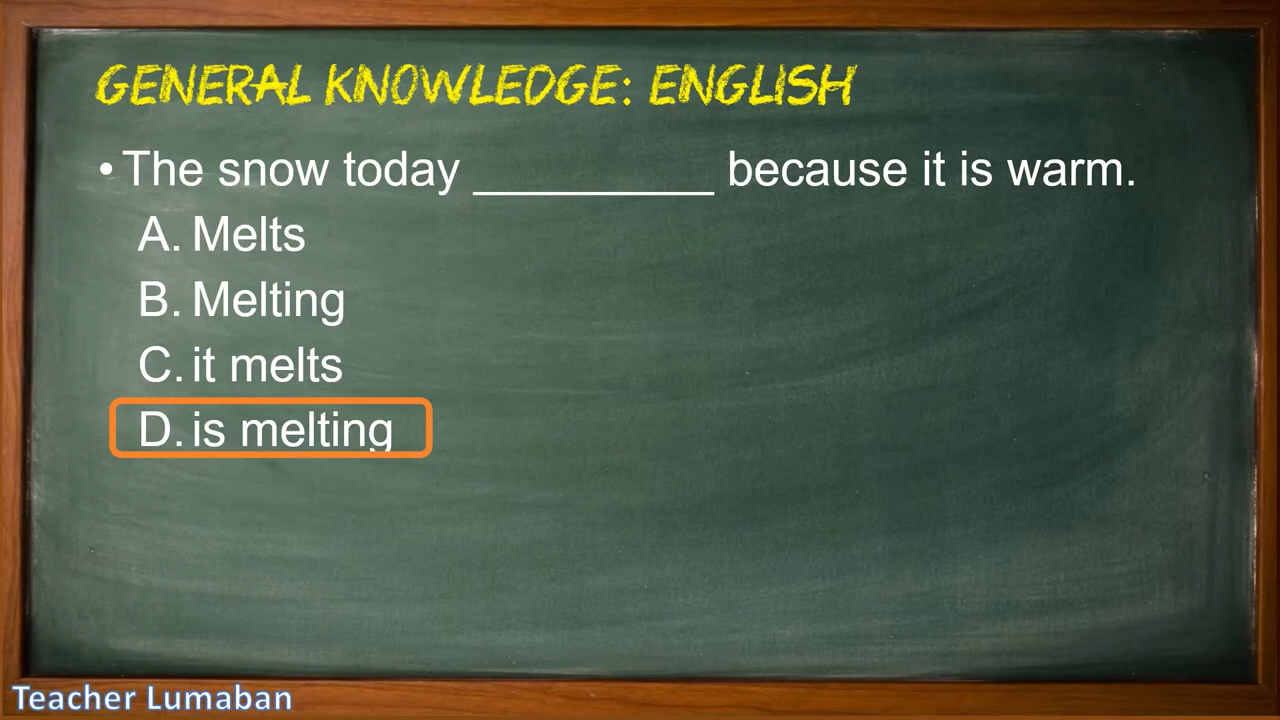 GENERAL KNOWLEDGE: ENGLISH
• The snow today __________ because it is warm.
A. Melts
B. Melting
C. it melts
D. is melting
Teacher Lumaban